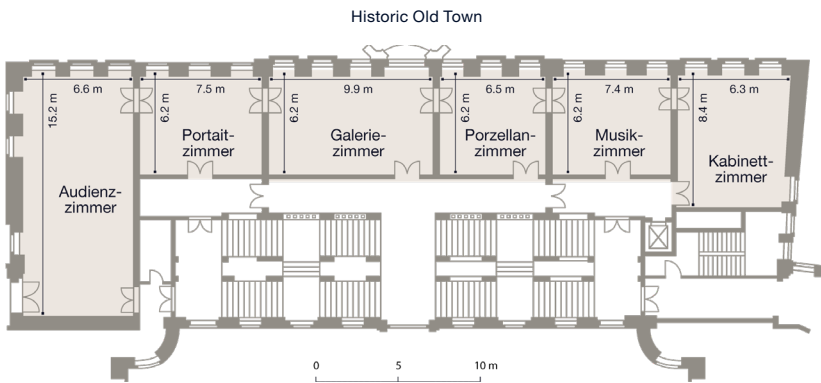 Historic Old Town
6.6 m
15.2 m
Audienz-
zimmer
7.5 m
6.2 m
Portait-
zimmer
9.9 m
6.2 m
Galerie-
zimmer
6.5 m
6.2 m
Porzellan-
zimmer
7.4 m
6.2 m
Musik-
zimmer
6.3 m
8.4 m
Kabinett-
zimmer
0
5
10 m